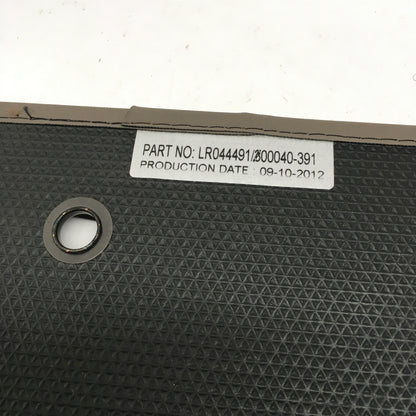 PART NO: LR044491/300040-391
PRODUCTION DATE : 09-10-2012